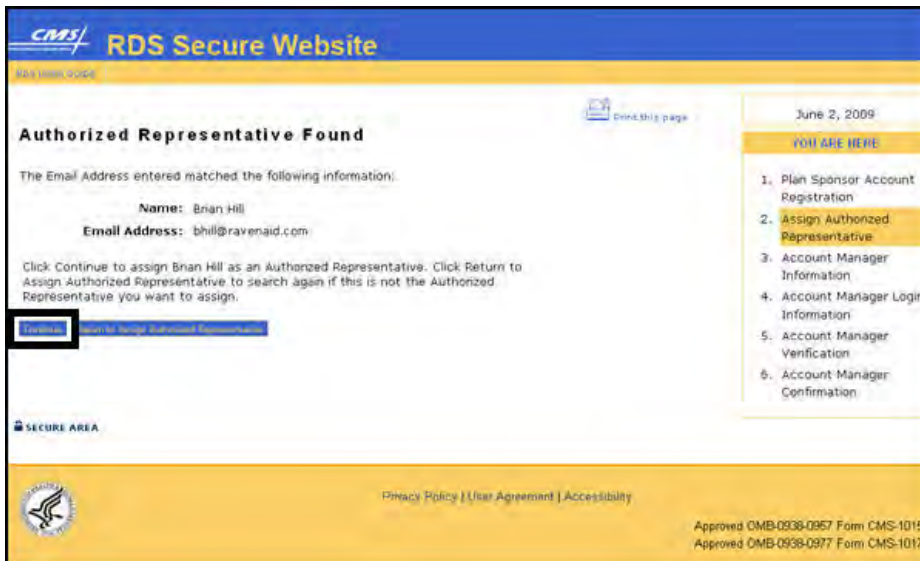 CMS/
RDS Secure Website
RDS USER GUIDE
Print this page
Authorized Representative Found
The Email Address entered matched the following information:
Name: Brian Hill
Email Address: bhill@ravenaid.com
Click Continue to assign Brian Hill as an Authorized Representative. Click Return to
Assign Authorized Representative to search again if this is not the Authorized
Representative you want to assign.
Continue
Return to Assign Authorized Representative
SECURE AREA
June 2, 2009
YOU ARE HERE
1. Plan Sponsor Account
Registration
2. Assign Authorized
Representative
3. Account Manager
Information
4. Account Manager Login
Information
5. Account Manager
Verification
6. Account Manager
Confirmation
Privacy Policy | User Agreement | Accessibility
Approved OMB-0938-0957 Form CMS-1015
Approved OMB-0938-0977 Form CMS-1017